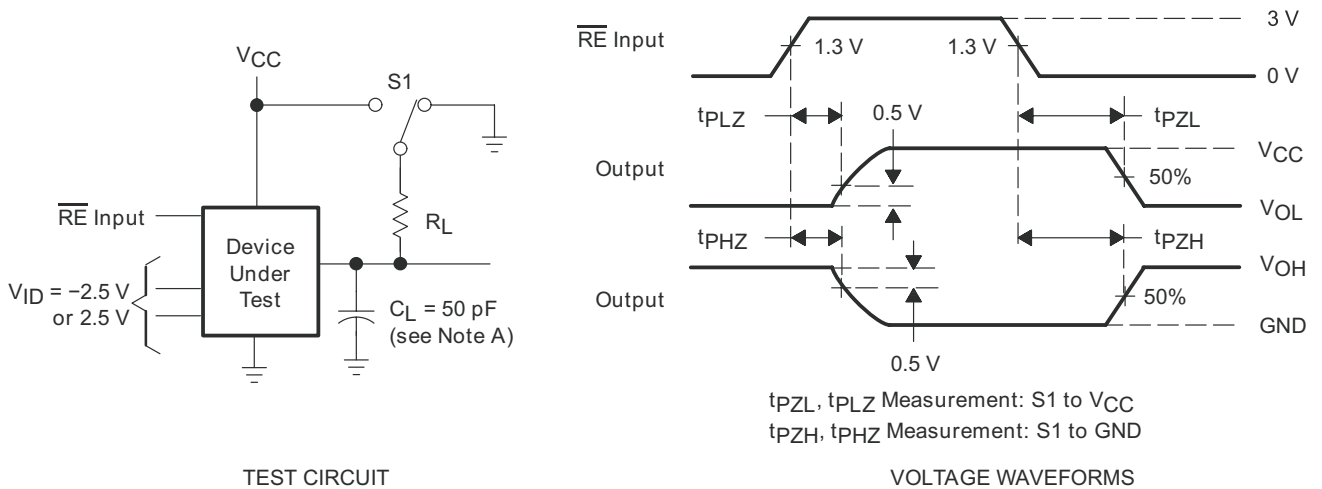 VCC
S1
RE Input
Device
Under
Test
VID = −2.5 V
or 2.5 V
RL
CL = 50 pF
(see Note A)
TEST CIRCUIT
RE Input
1.3 V
1.3 V
3 V
0 V
tPLZ
0.5 V
tPZL
Output
VCC
50%
VOL
tPHZ
tPZH
Output
VOH
50%
GND
0.5 V
tPZL, tPLZ Measurement: S1 to VCC
tPZH, tPHZ Measurement: S1 to GND
VOLTAGE WAVEFORMS